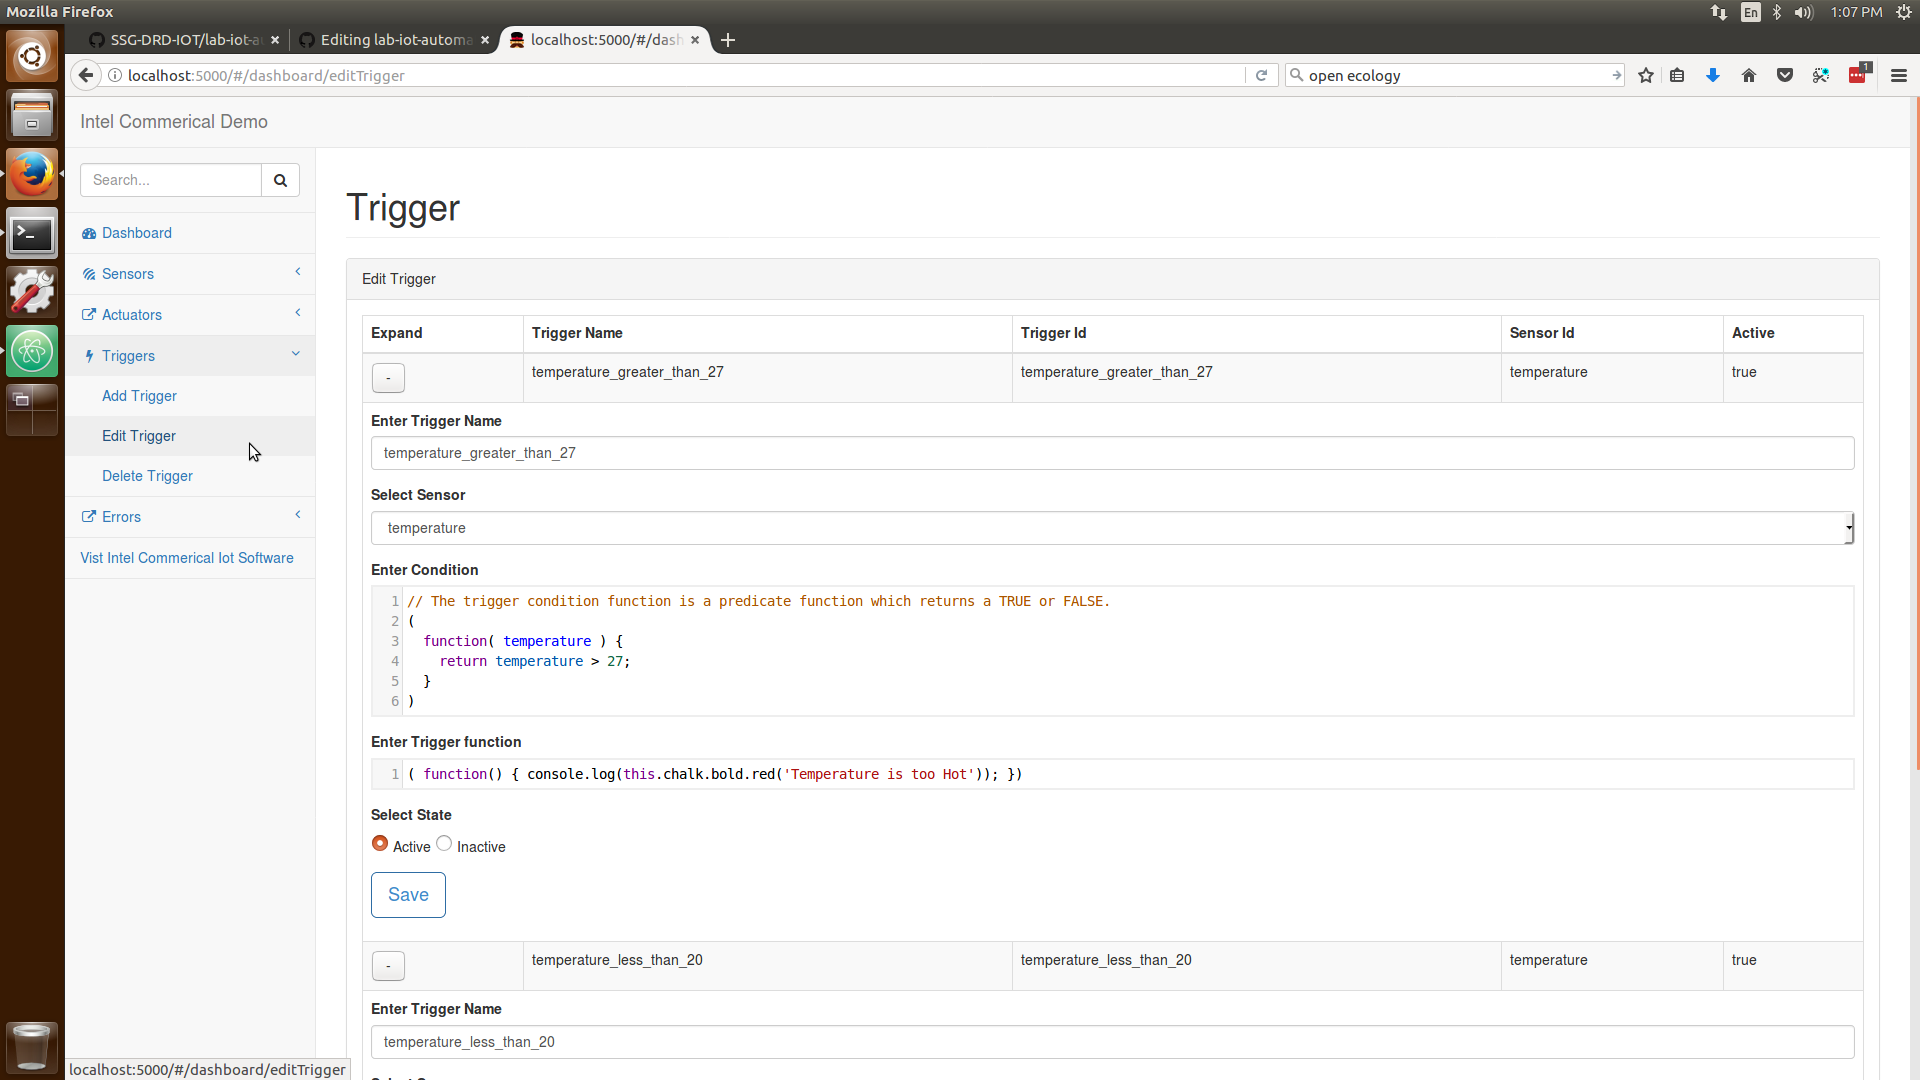 Mozilla Firefox
En
1:07 PM
SSG-DRD-IOT/lab-iot-au
Editing lab-iot-automa
localhost:5000/#/dash
localhost:5000/#/dashboard/editTrigger
open ecology
1
Intel Commerical Demo
Search...
Dashboard
Sensors
Actuators
Triggers
Add Trigger
Edit Trigger
Delete Trigger
Errors
Vist Intel Commerical Iot Software
Trigger
Edit Trigger
Expand Trigger Name Trigger Id Sensor Id Active
- temperature_greater_than_27 temperature_greater_than_27 temperature true
Enter Trigger Name
temperature_greater_than_27
Select Sensor
temperature
Enter Condition
1 // The trigger condition function is a predicate function which returns a TRUE or FALSE.
2 (
3 function( temperature ) {
4 return temperature > 27;
5 }
6 )
Enter Trigger function
1 ( function() { console.log(this.chalk.bold.red('Temperature is too Hot')); })
Select State
Active Inactive
Save
- temperature_less_than_20 temperature_less_than_20 temperature true
Enter Trigger Name
temperature_less_than_20
localhost:5000/#/dashboard/editTrigger